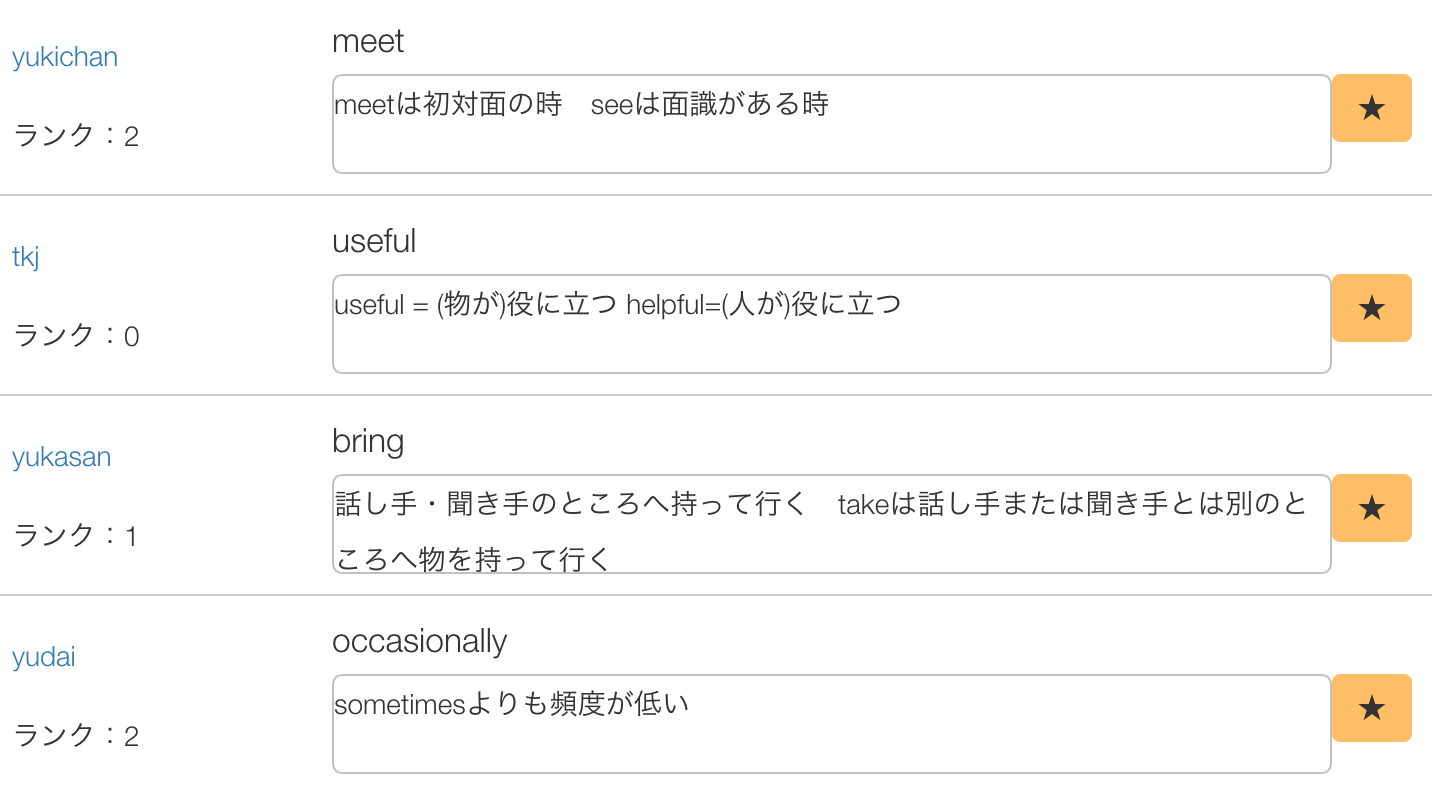 yukichan
ランク：2
meet
meetは初対面の時　seeは面識がある時
★
tkj
ランク：0
useful
useful = (物が)役に立つ helpful=(人が)役に立つ
★
yukasan
ランク：1
bring
話し手・聞き手のところへ持って行く　takeは話し手または聞き手とは別のと
ころへ物を持って行く
★
yudai
ランク：2
occasionally
sometimesよりも頻度が低い
★